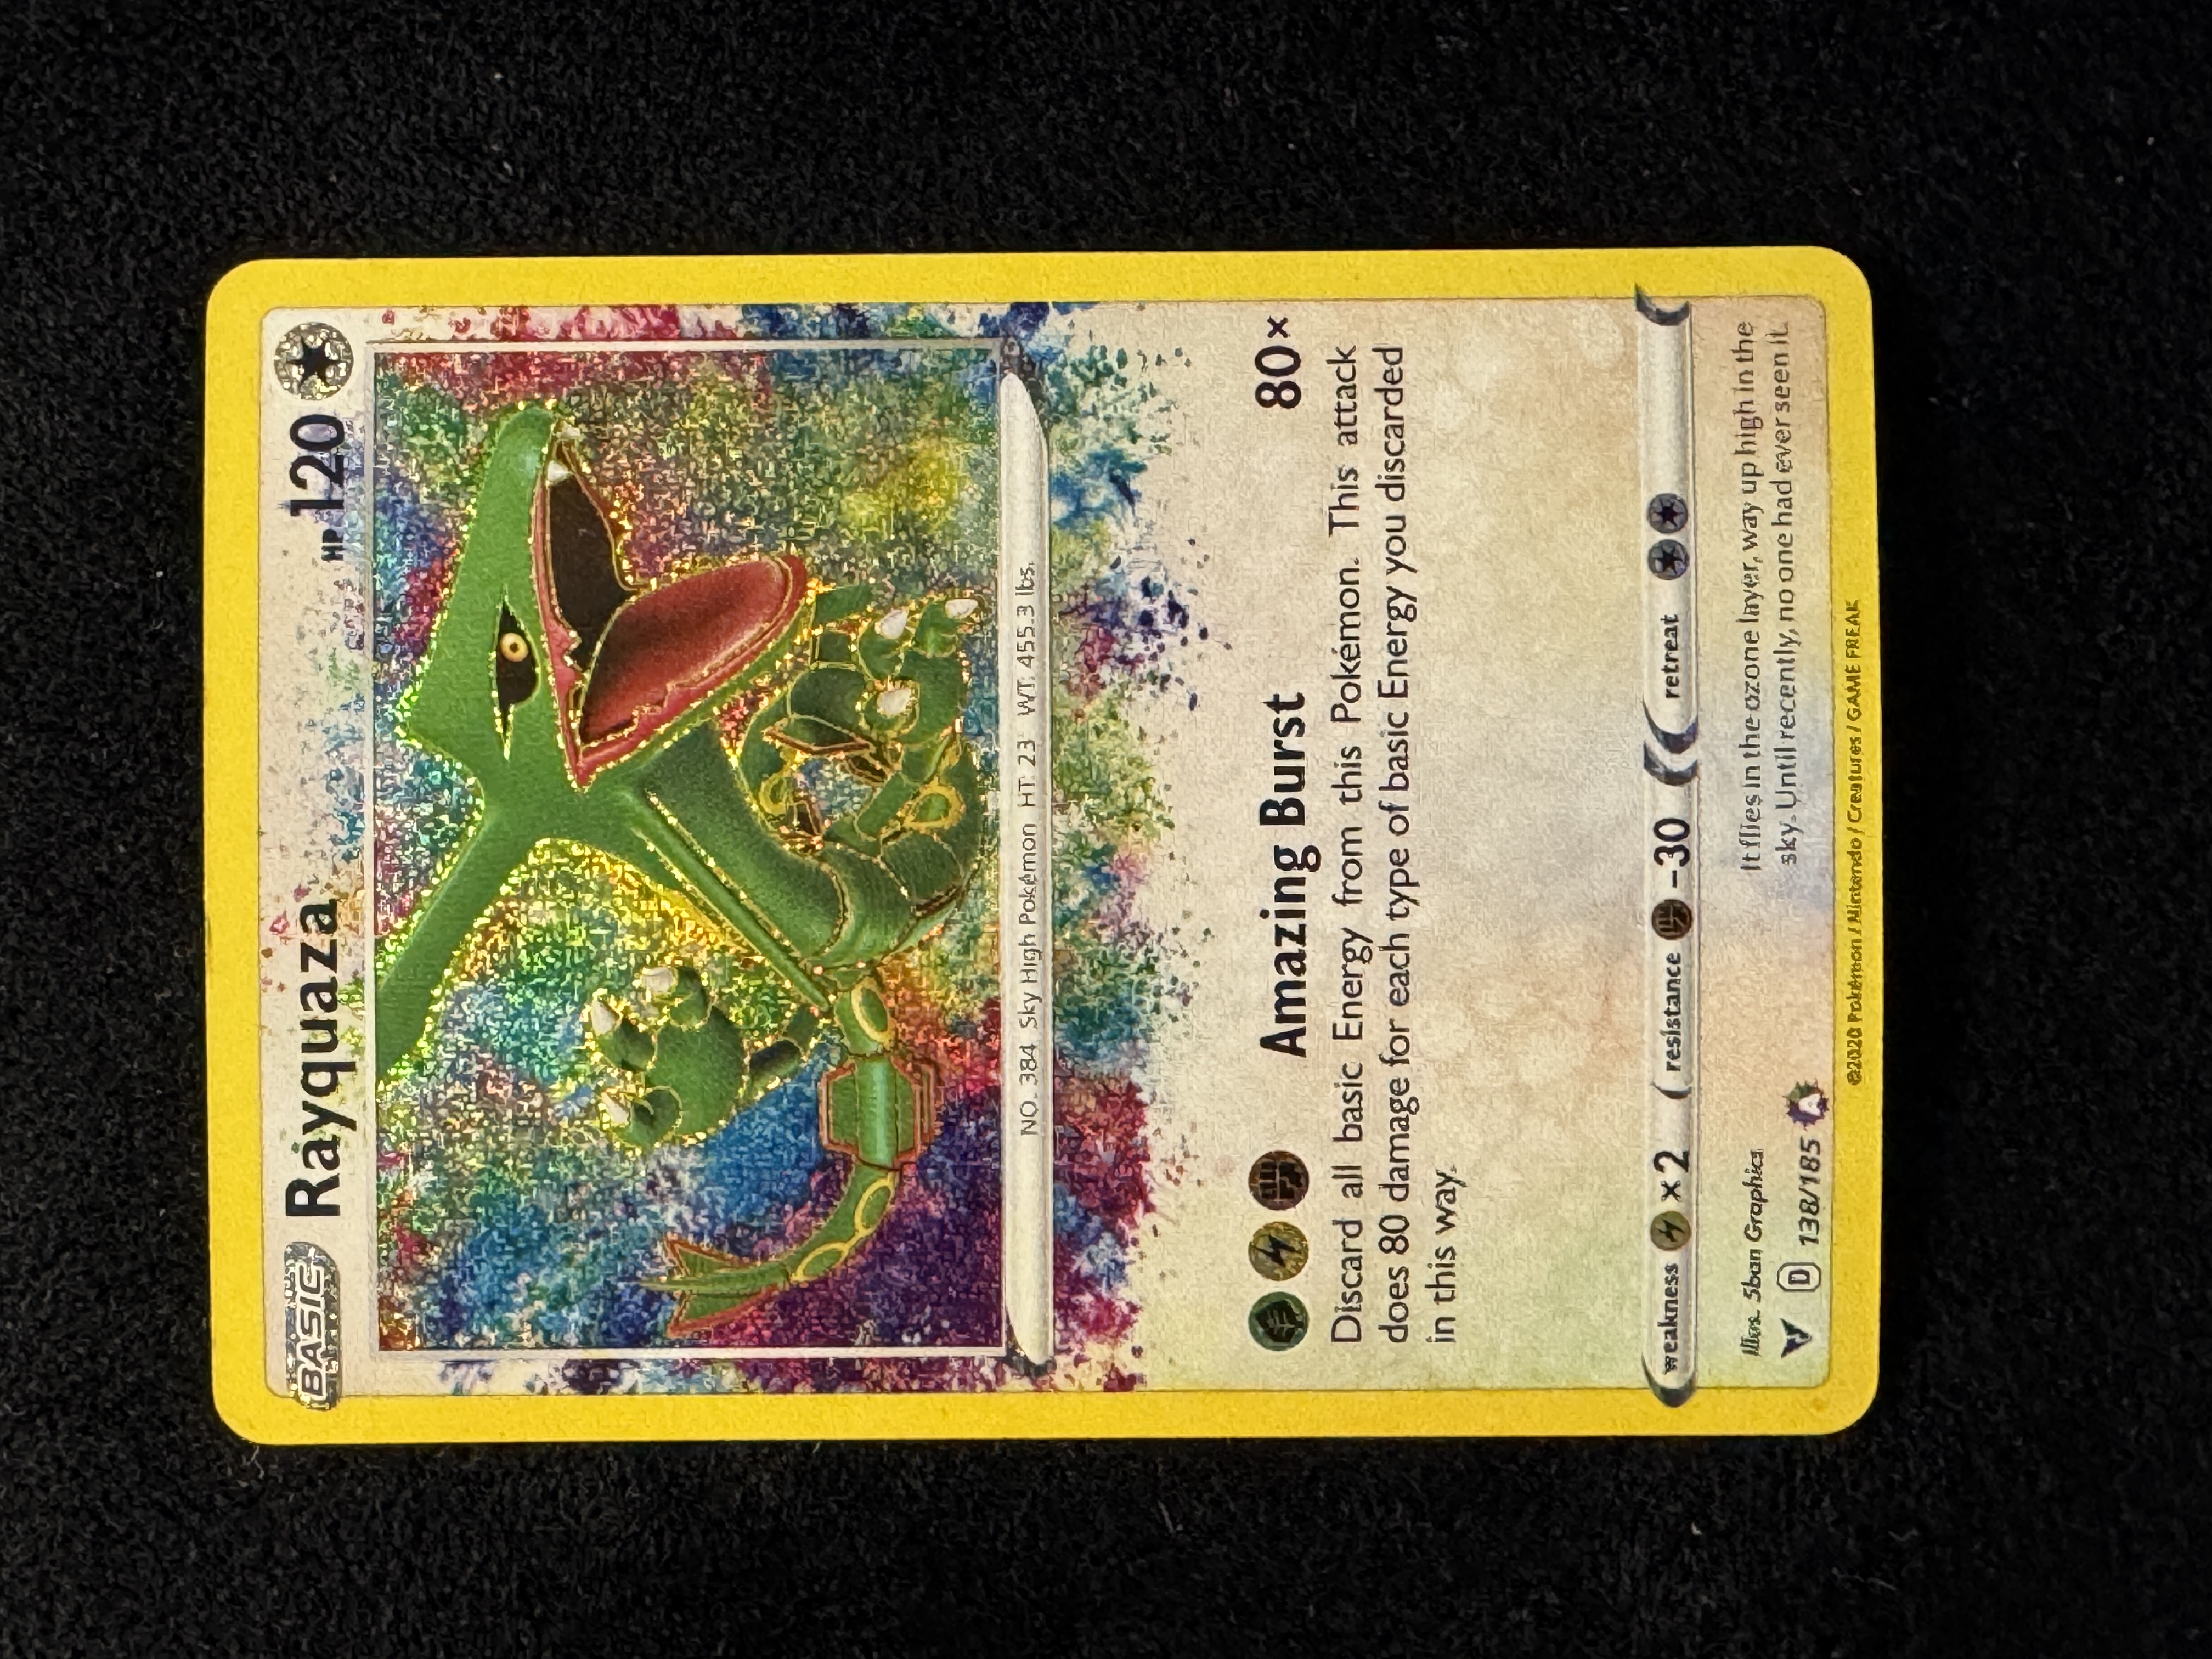 BASIC Rayquaza HP 120
NO. 384 Sky High Pokémon HT: 23 WT: 455.3 lbs.
Amazing Burst 80×
Discard all basic Energy from this Pokémon. This attack
does 80 damage for each type of basic Energy you discarded
in this way.
weakness ×2 resistance -30 retreat
Illus. 5ban Graphics
It flies in the ozone layer, way up high in the
sky. Until recently, no one had ever seen it.
D 138/185 A
©2020 Pokémon / Nintendo / Creatures / GAME FREAK